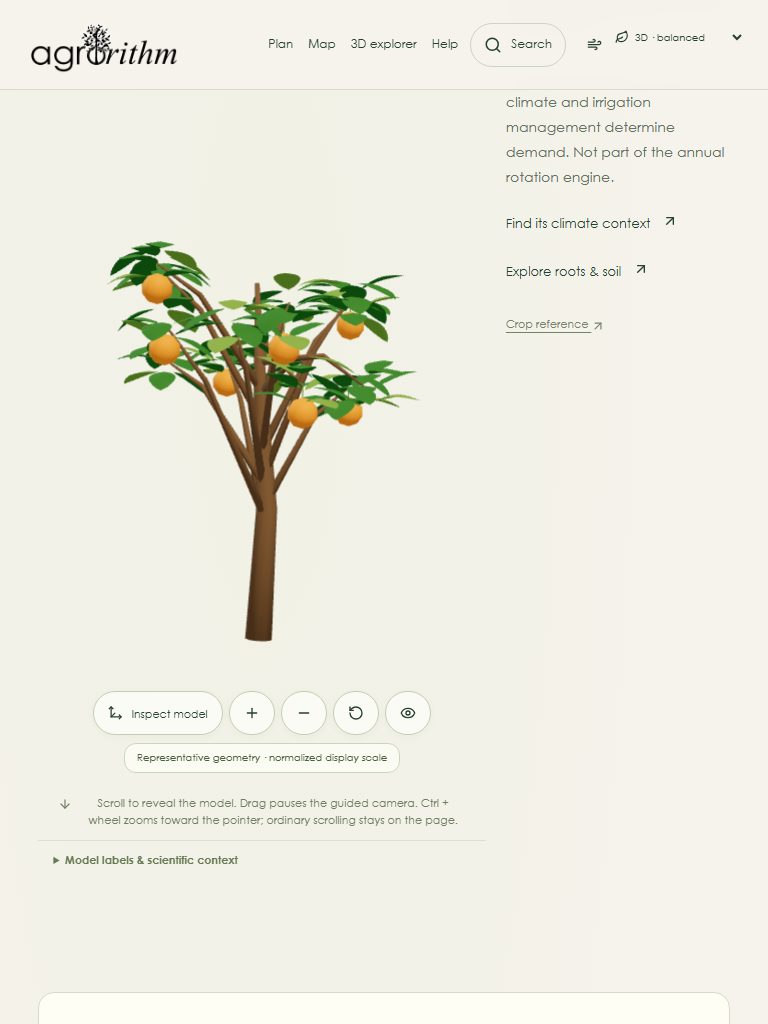 agrorithm
Plan
Map
3D explorer
Help
Search
3D · balanced
climate and irrigation
management determine
demand. Not part of the annual
rotation engine.
Find its climate context
Explore roots & soil
Crop reference
Inspect model
Representative geometry · normalized display scale
Scroll to reveal the model. Drag pauses the guided camera. Ctrl +
wheel zooms toward the pointer; ordinary scrolling stays on the page.
Model labels & scientific context